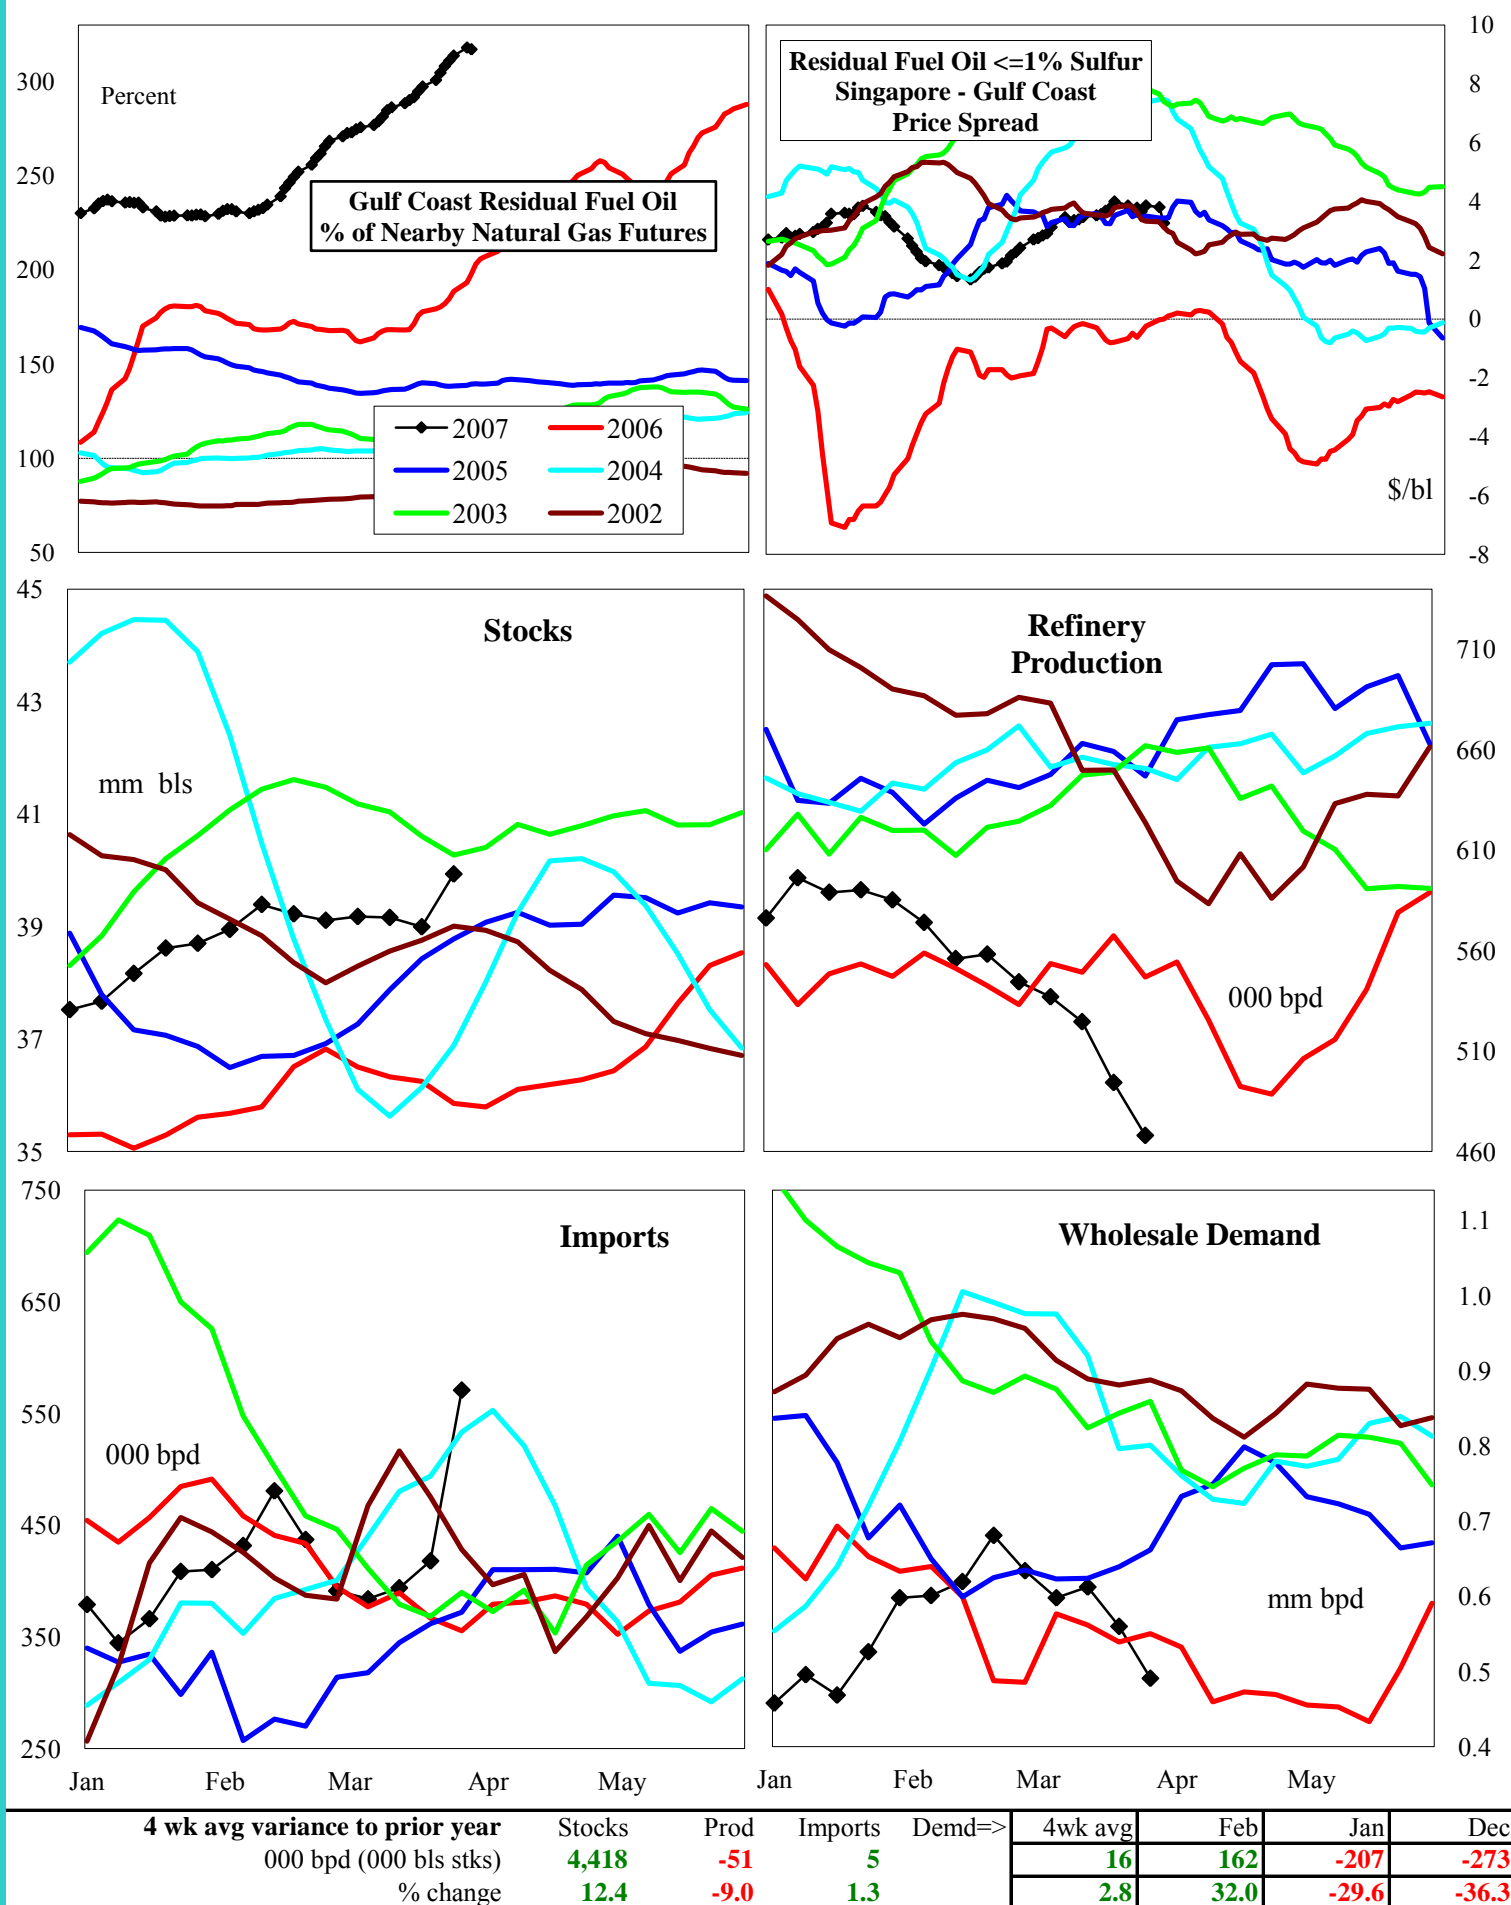 300
250
200
150
100
50
Percent
Gulf Coast Residual Fuel Oil
% of Nearby Natural Gas Futures
2007 2006
2005 2004
2003 2002
Residual Fuel Oil <=1% Sulfur
Singapore - Gulf Coast
Price Spread
$/bl
10
8
6
4
2
0
-2
-4
-6
-8
45
43
41
39
37
35
Stocks
mm bls
Refinery
Production
000 bpd
710
660
610
560
510
460
750
650
550
450
350
250
Imports
000 bpd
Jan Feb Mar Apr May
Wholesale Demand
mm bpd
1.1
1.0
0.9
0.8
0.7
0.6
0.5
0.4
Jan Feb Mar Apr May
4 wk avg variance to prior year Stocks Prod Imports Demd=> 4wk avg Feb Jan Dec
000 bpd (000 bls stks) 4,418 -51 5 16 162 -207 -273
% change 12.4 -9.0 1.3 2.8 32.0 -29.6 -36.3